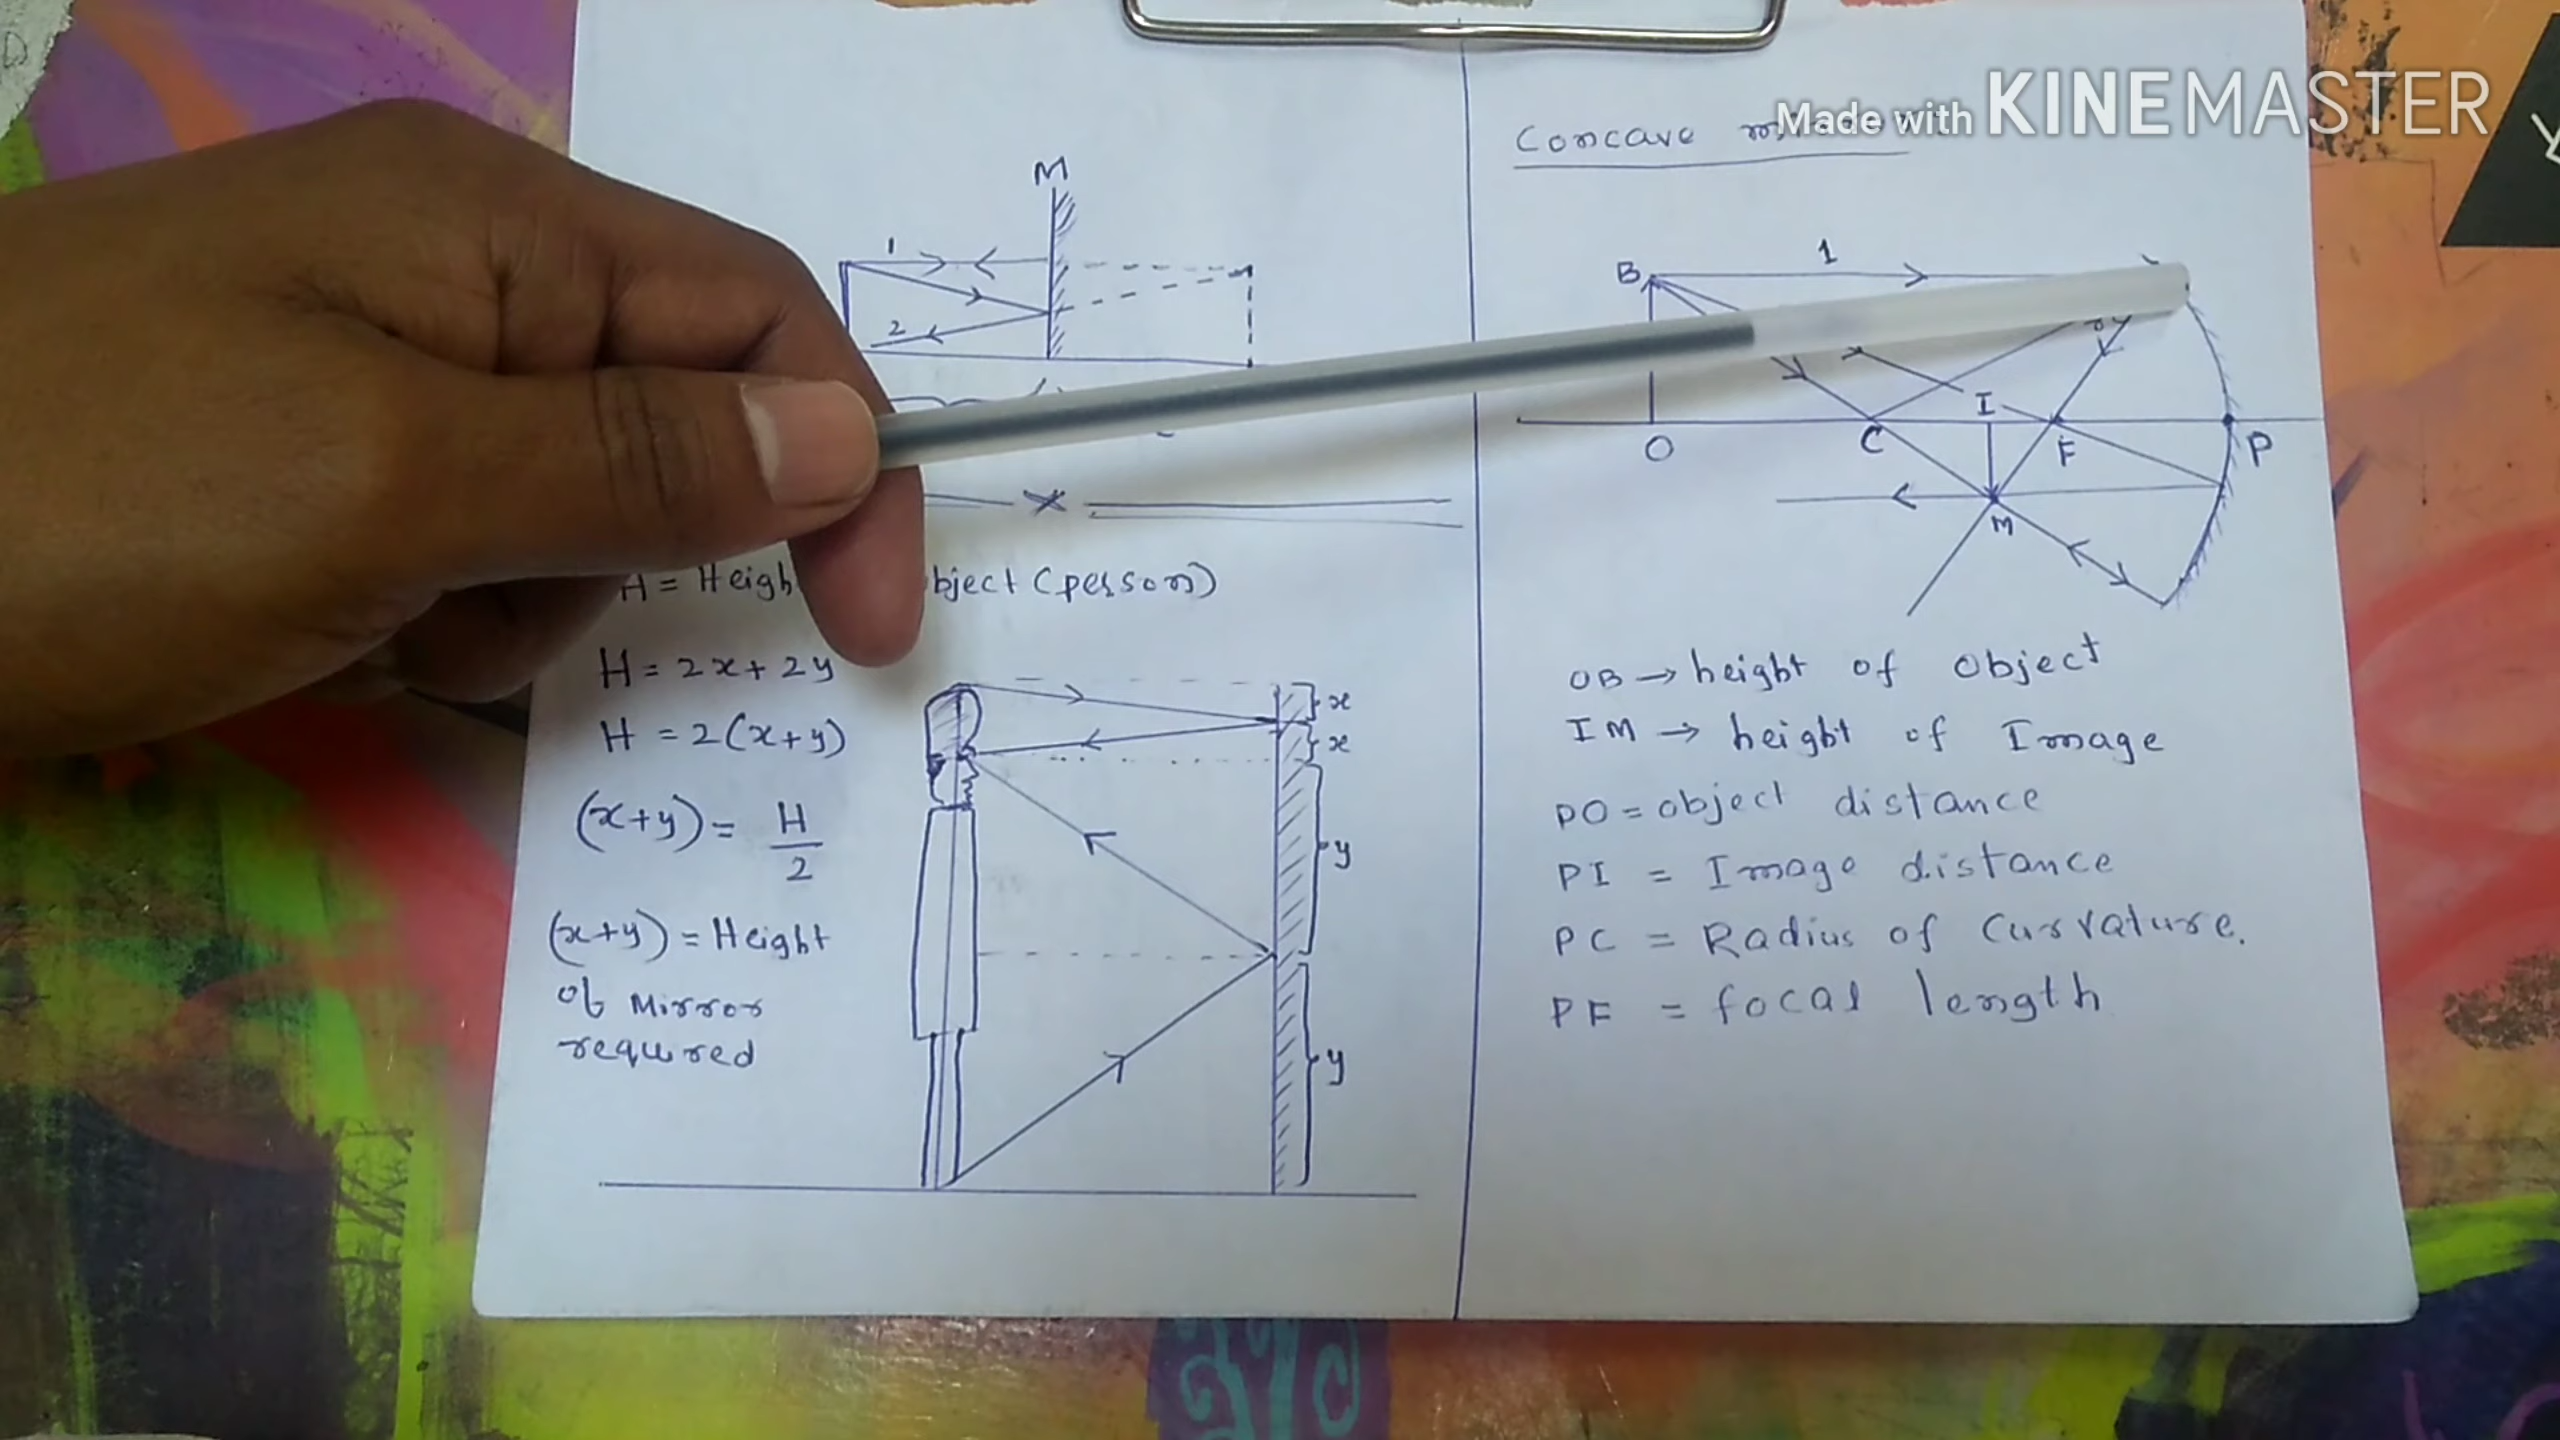 Made with KINEMASTER
M
1
2
H = Heigh bject (person)
H = 2x + 2y
H = 2(x+y)
(x+y) = H/2
(x+y) = Height
of Mirror
required
x
x
y
y
Concave
B
1
I
O
C
F
P
M
OB → height of object
IM → height of Image
PO = object distance
PI = Image distance
PC = Radius of Curvature.
PF = focal length